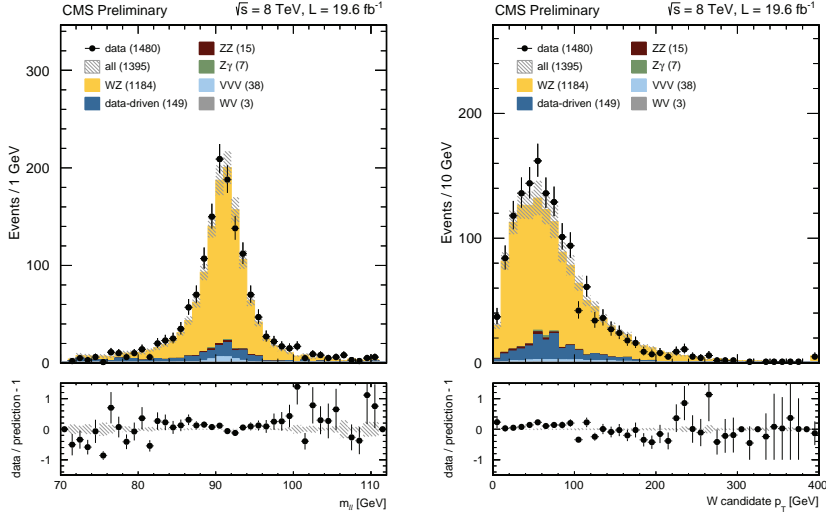 CMS Preliminary √s = 8 TeV, L = 19.6 fb⁻¹
Events / 1 GeV
300
200
100
0
data (1480) ZZ (15)
all (1395) Zγ (7)
WZ (1184) VVV (38)
data-driven (149) WV (3)
data / prediction - 1
1
0
-1
70 80 90 100 110
m_ll [GeV]
CMS Preliminary √s = 8 TeV, L = 19.6 fb⁻¹
Events / 10 GeV
200
100
0
data (1480) ZZ (15)
all (1395) Zγ (7)
WZ (1184) VVV (38)
data-driven (149) WV (3)
data / prediction - 1
1
0
-1
0 100 200 300 400
W candidate p_T [GeV]